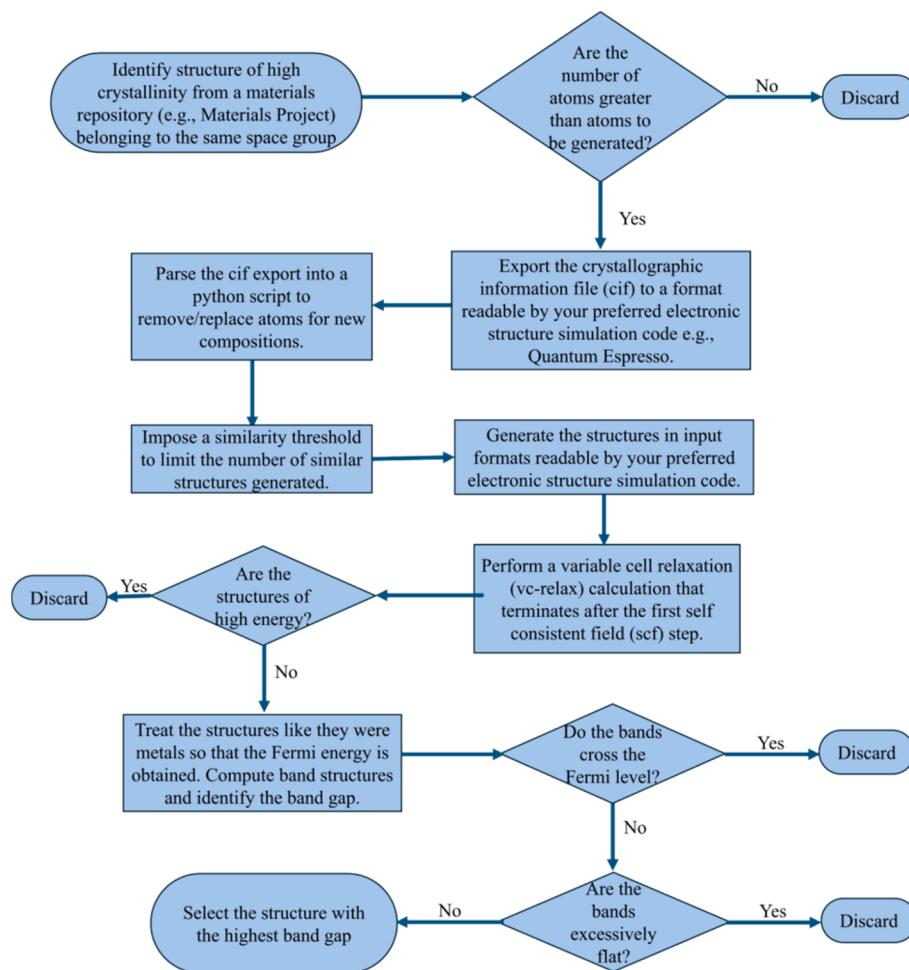 Identify structure of high
crystallinity from a materials
repository (e.g., Materials Project)
belonging to the same space group
Are the
number of
atoms greater
than atoms to
be generated?
No
Discard
Yes
Export the crystallographic
information file (cif) to a format
readable by your preferred electronic
structure simulation code e.g.,
Quantum Espresso.
Parse the cif export into a
python script to
remove/replace atoms for new
compositions.
Impose a similarity threshold
to limit the number of similar
structures generated.
Generate the structures in input
formats readable by your preferred
electronic structure simulation code.
Perform a variable cell relaxation
(vc-relax) calculation that
terminates after the first self
consistent field (scf) step.
Are the
structures of
high energy?
Yes
Discard
No
Treat the structures like they were
metals so that the Fermi energy is
obtained. Compute band structures
and identify the band gap.
Do the bands
cross the
Fermi level?
Yes
Discard
No
Are the
bands
excessively
flat?
Yes
Discard
No
Select the structure with
the highest band gap